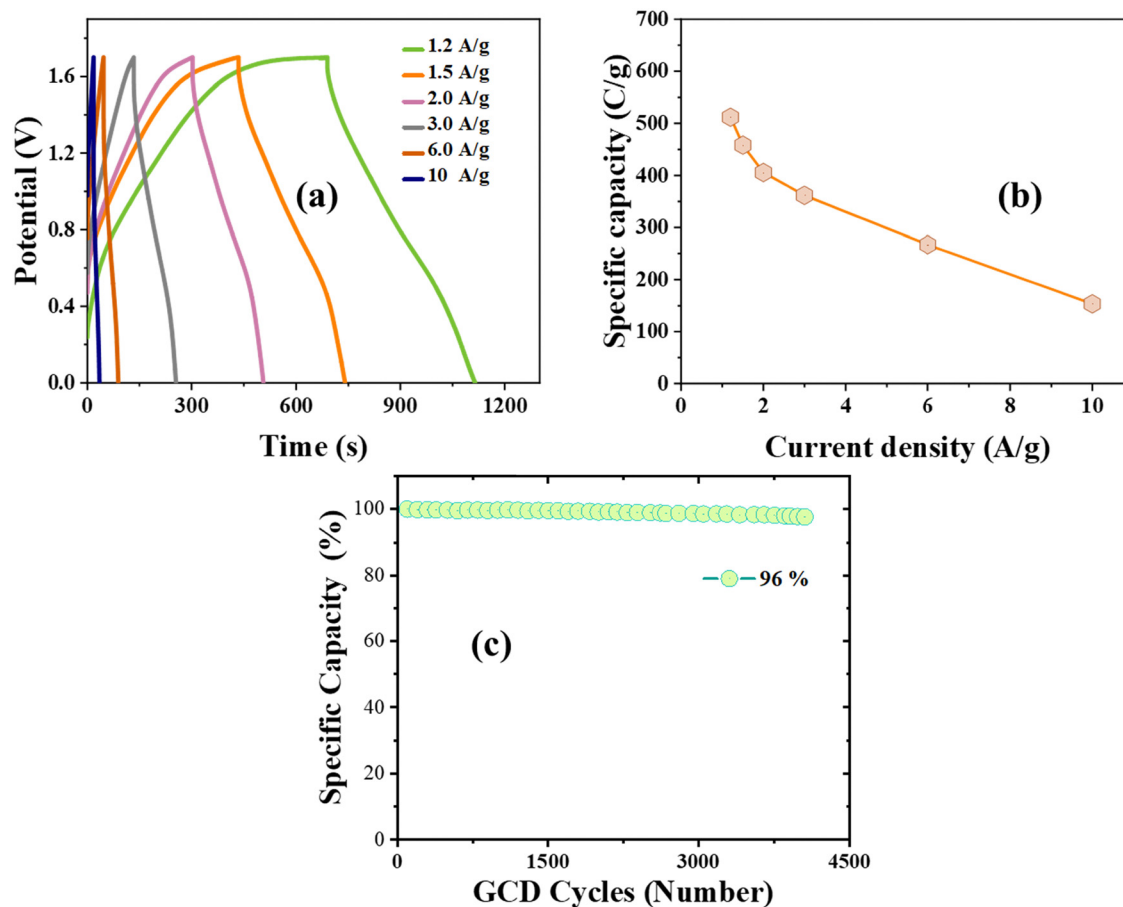 1.2 A/g
1.5 A/g
2.0 A/g
3.0 A/g
6.0 A/g
10 A/g
(a)
Potential (V)
1.6
1.2
0.8
0.4
0.0
0 300 600 900 1200
Time (s)
700
600
500
400
300
200
100
0
Specific capacity (C/g)
(b)
0 2 4 6 8 10
Current density (A/g)
100
80
60
40
20
0
Specific Capacity (%)
96 %
(c)
0 1500 3000 4500
GCD Cycles (Number)